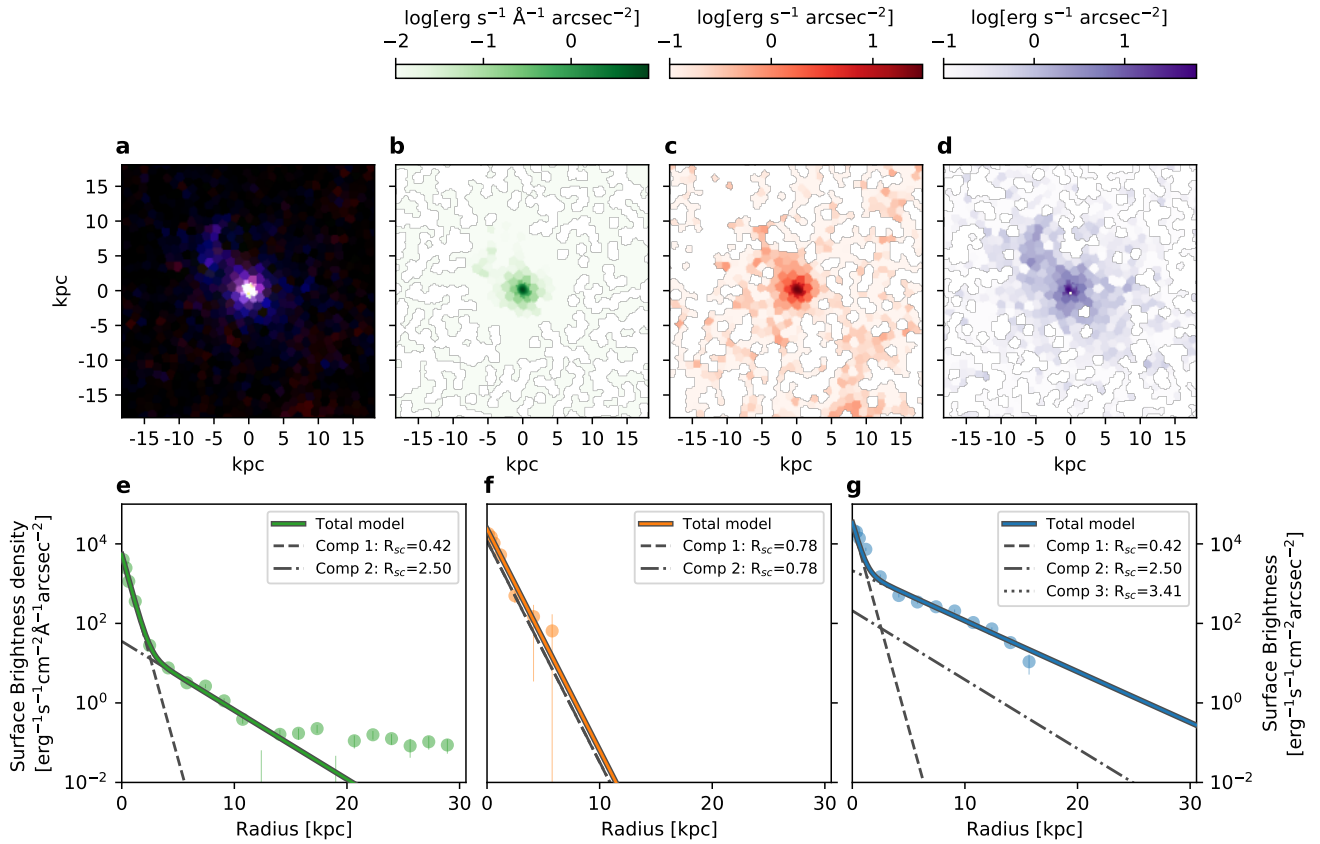 log[erg s⁻¹ Å⁻¹ arcsec⁻²] log[erg s⁻¹ arcsec⁻²] log[erg s⁻¹ arcsec⁻²]
−2 −1 0 −1 0 1 −1 0 1
a b c d
15 10 5 0 -5 -10 -15
kpc
-15 -10 -5 0 5 10 15 -15 -10 -5 0 5 10 15 -15 -10 -5 0 5 10 15 -15 -10 -5 0 5 10 15
kpc kpc kpc kpc
e f g
Surface Brightness density
[erg⁻¹s⁻¹cm⁻²Å⁻¹arcsec⁻²]
10⁴
10²
10⁰
10⁻²
Total model
Comp 1: R_sc=0.42
Comp 2: R_sc=2.50
0 10 20 30
Radius [kpc]
Total model
Comp 1: R_sc=0.78
Comp 2: R_sc=0.78
0 10 20 30
Radius [kpc]
Total model
Comp 1: R_sc=0.42
Comp 2: R_sc=2.50
Comp 3: R_sc=3.41
0 10 20 30
Radius [kpc]
10⁴
10²
10⁰
10⁻²
Surface Brightness
[erg⁻¹s⁻¹cm⁻²arcsec⁻²]